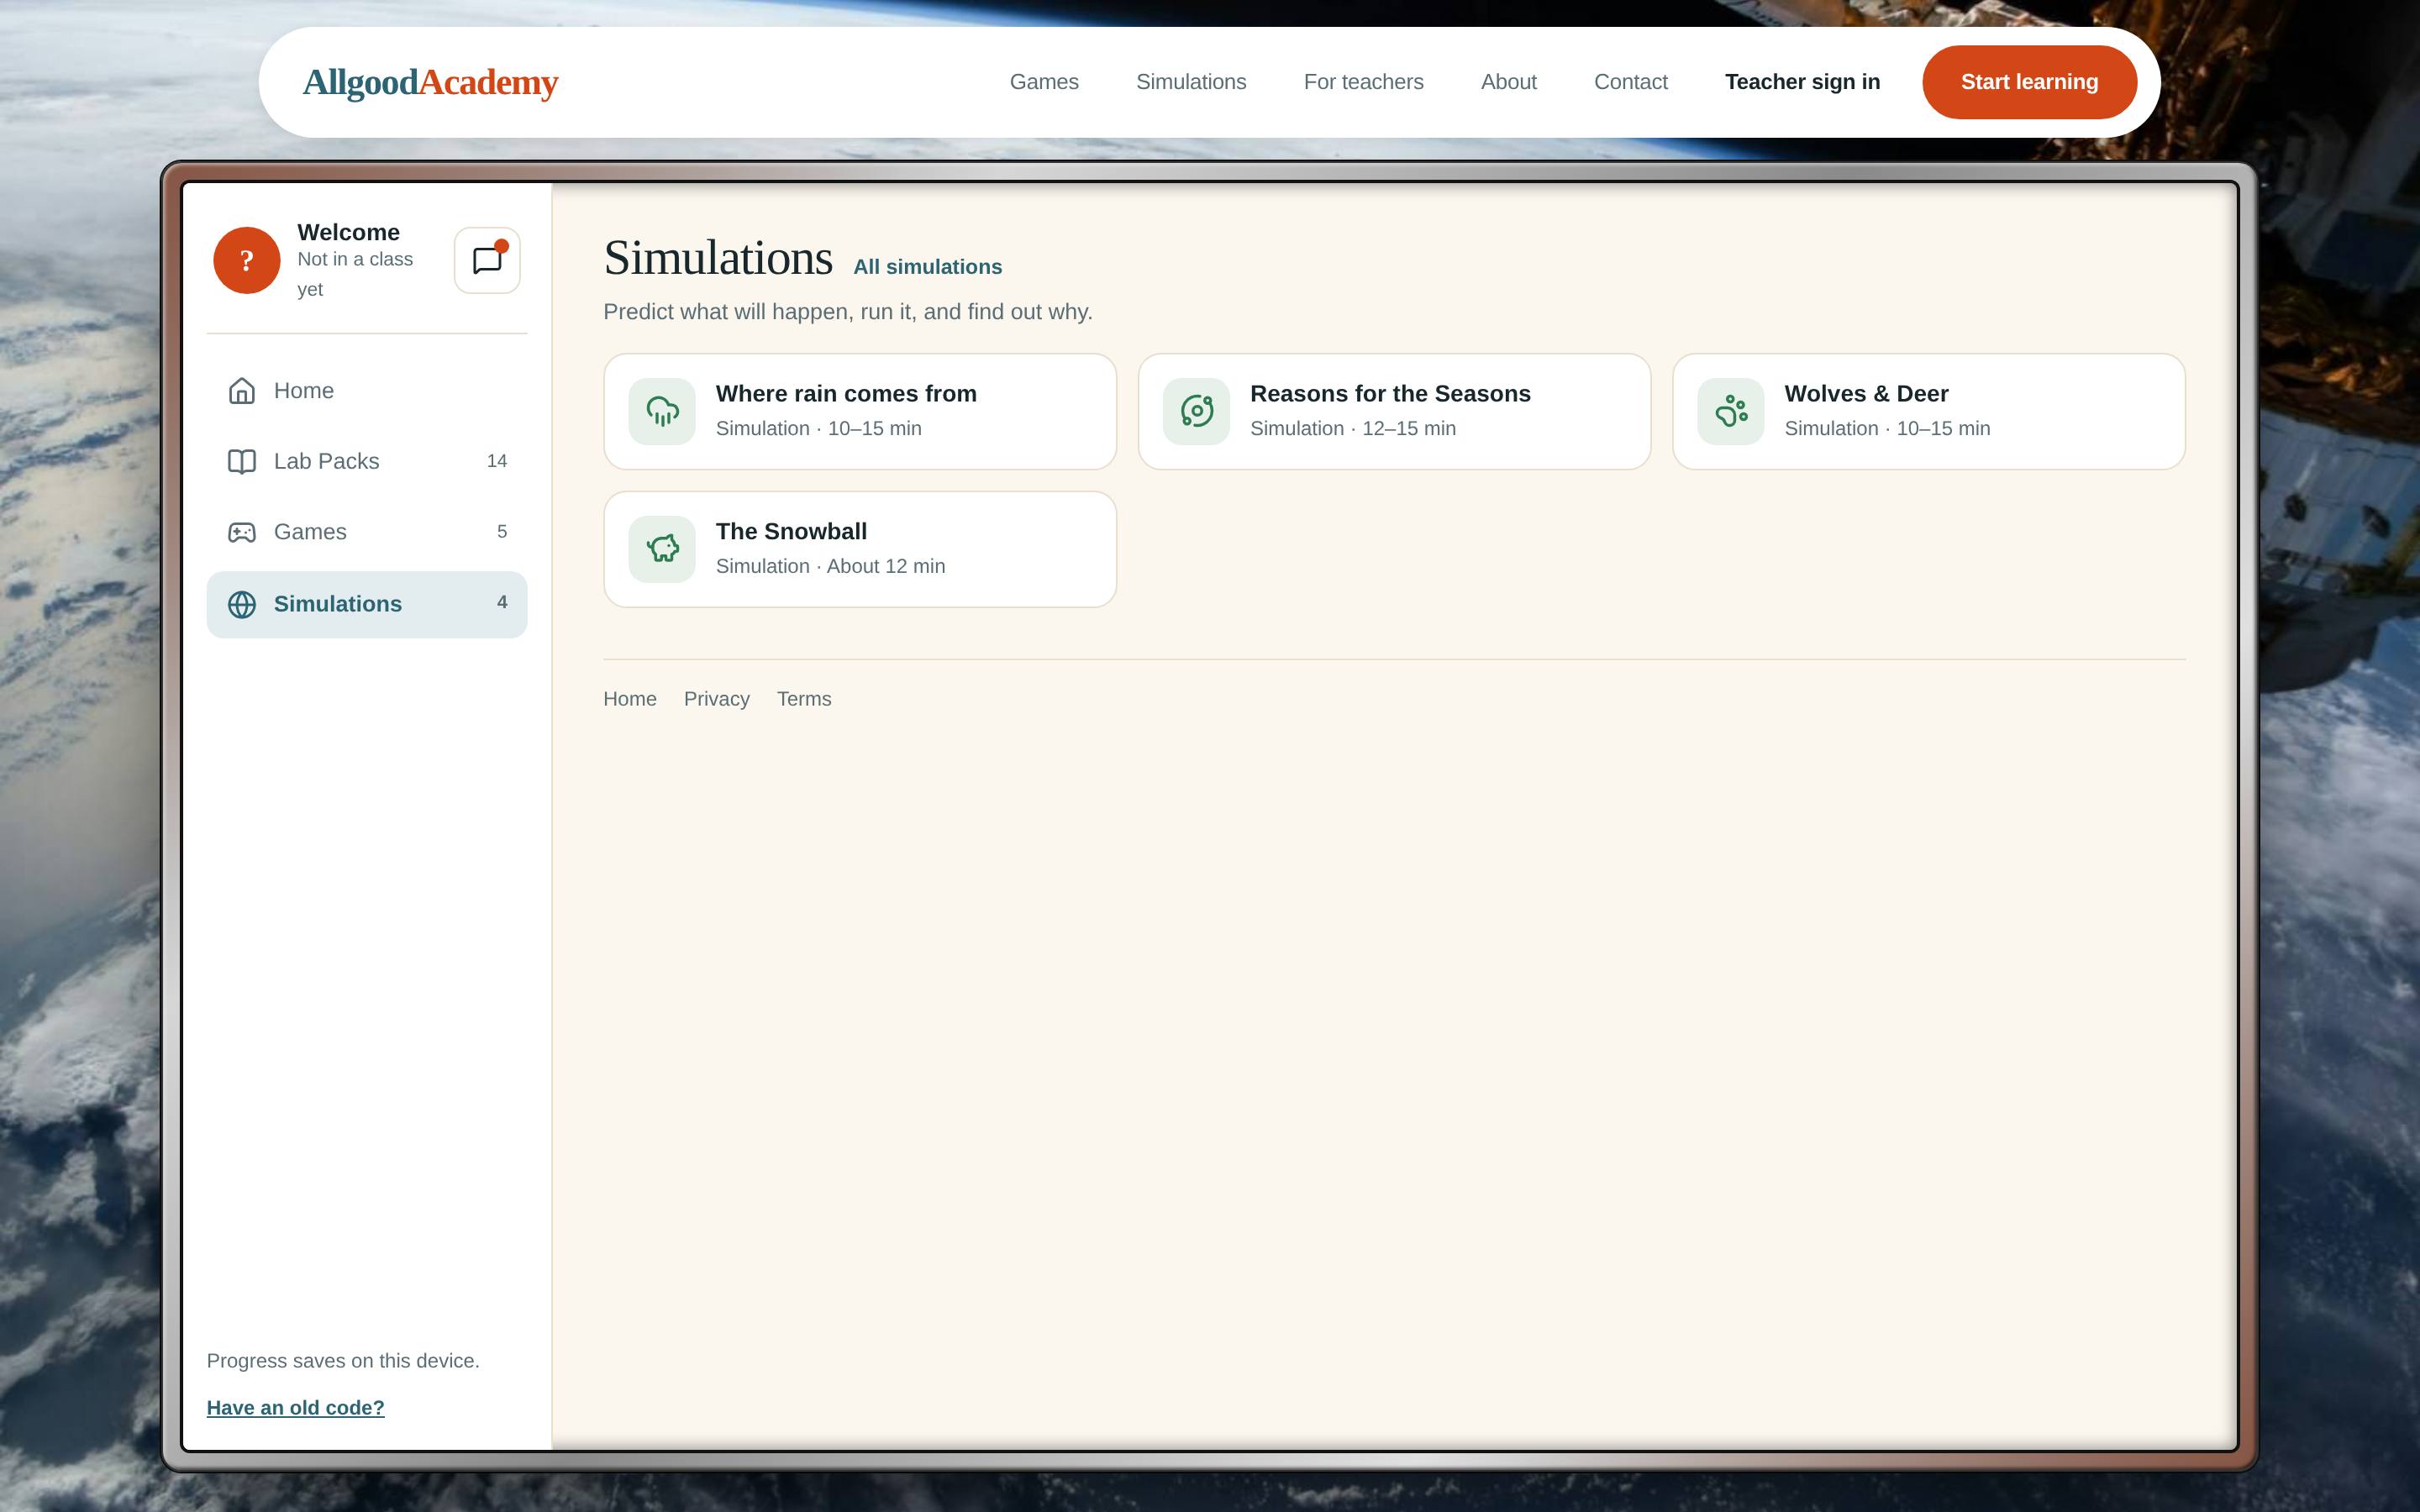 AllgoodAcademy
Games
Simulations
For teachers
About
Contact
Teacher sign in
Start learning
?
Welcome
Not in a class
yet
Home
Lab Packs 14
Games 5
Simulations 4
Progress saves on this device.
Have an old code?
Simulations All simulations
Predict what will happen, run it, and find out why.
Where rain comes from
Simulation · 10–15 min
Reasons for the Seasons
Simulation · 12–15 min
Wolves & Deer
Simulation · 10–15 min
The Snowball
Simulation · About 12 min
Home Privacy Terms